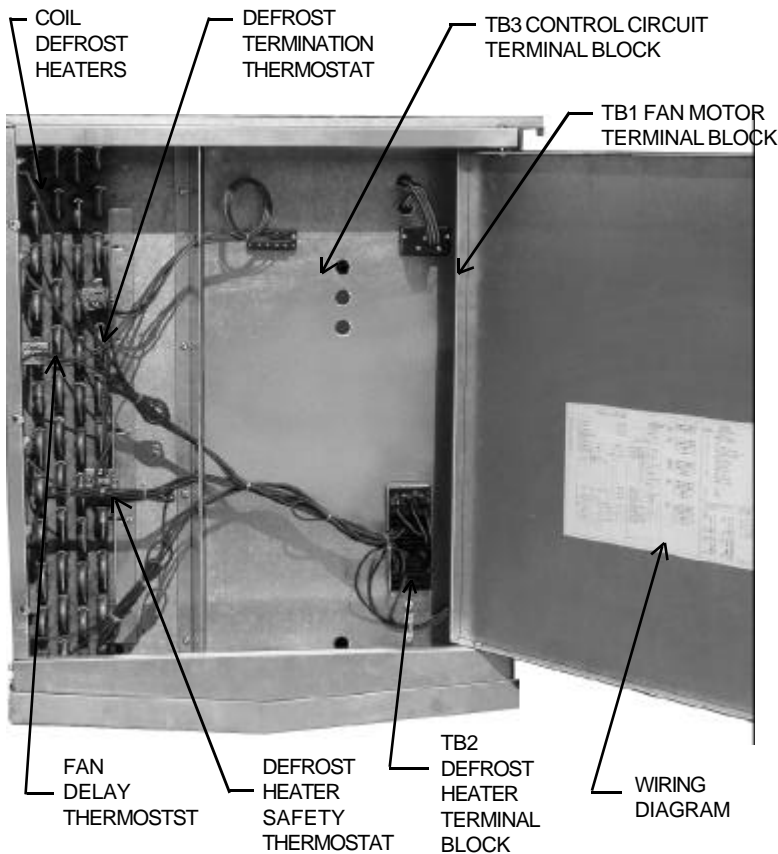 COIL
DEFROST
HEATERS
DEFROST
TERMINATION
THERMOSTAT
TB3 CONTROL CIRCUIT
TERMINAL BLOCK
TB1 FAN MOTOR
TERMINAL BLOCK
FAN
DELAY
THERMOSTST
DEFROST
HEATER
SAFETY
THERMOSTAT
TB2
DEFROST
HEATER
TERMINAL
BLOCK
WIRING
DIAGRAM